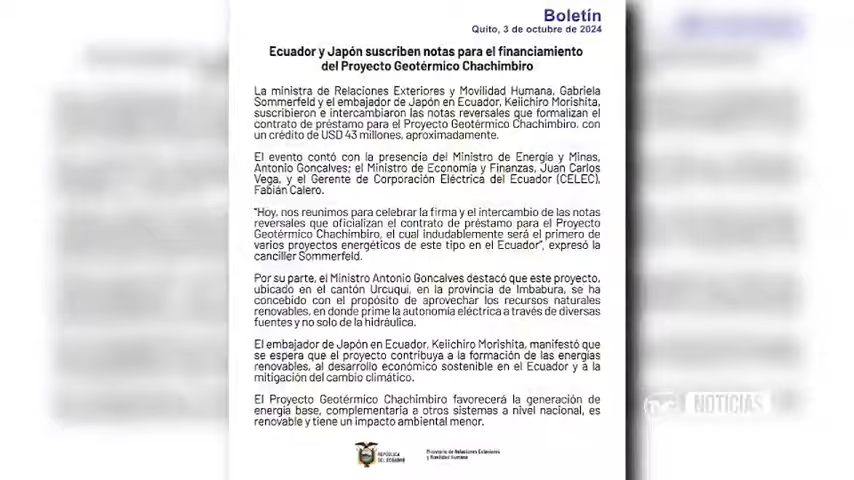 Boletín
Quito, 3 de octubre de 2024
Ecuador y Japón suscriben notas para el financiamiento
del Proyecto Geotérmico Chachimbiro
La ministra de Relaciones Exteriores y Movilidad Humana, Gabriela
Sommerfeld y el embajador de Japón en Ecuador, Keiichiro Morishita,
suscribieron e intercambiaron las notas reversales que formalizan el
contrato de préstamo para el Proyecto Geotérmico Chachimbiro, con
un crédito de USD 43 millones, aproximadamente.
El evento contó con la presencia del Ministro de Energía y Minas,
Antonio Goncalves; el Ministro de Economía y Finanzas, Juan Carlos
Vega, y el Gerente de Corporación Eléctrica del Ecuador (CELEC),
Fabián Calero.
"Hoy, nos reunimos para celebrar la firma y el intercambio de las notas
reversales que oficializan el contrato de préstamo para el Proyecto
Geotérmico Chachimbiro, el cual indudablemente será el primero de
varios proyectos energéticos de este tipo en el Ecuador", expresó la
canciller Sommerfeld.
Por su parte, el Ministro Antonio Goncalves destacó que este proyecto,
ubicado en el cantón Urcuquí, en la provincia de Imbabura, se ha
concebido con el propósito de aprovechar los recursos naturales
renovables, en donde prime la autonomía eléctrica a través de diversas
fuentes y no solo de la hidráulica.
El embajador de Japón en Ecuador, Keiichiro Morishita, manifestó que
se espera que el proyecto contribuya a la formación de las energías
renovables, al desarrollo económico sostenible en el Ecuador y a la
mitigación del cambio climático.
El Proyecto Geotérmico Chachimbiro favorecerá la generación de
energía base, complementaria a otros sistemas a nivel nacional, es
renovable y tiene un impacto ambiental menor.
REPÚBLICA
DEL ECUADOR
Ministerio de Relaciones Exteriores
y Movilidad Humana
TVC NOTICIAS